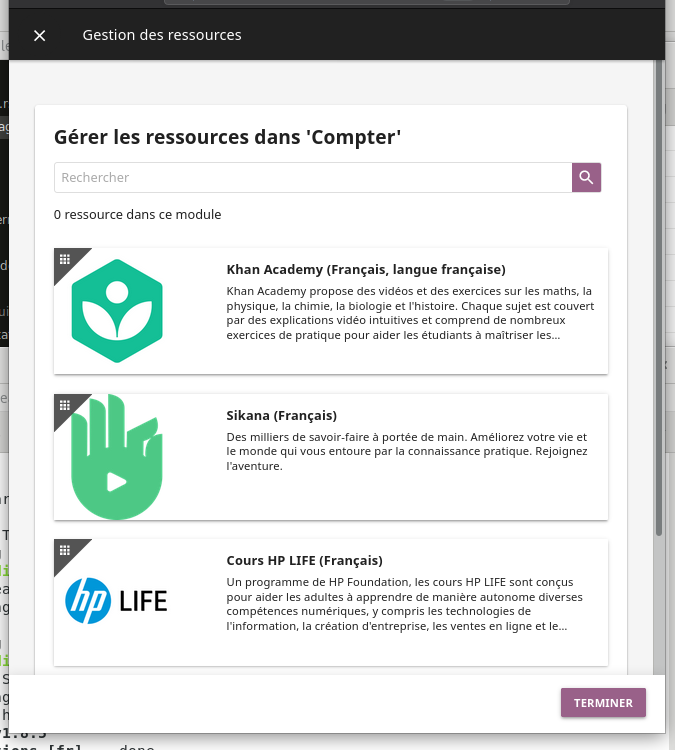 Gestion des ressources
Gérer les ressources dans 'Compter'
Rechercher
0 ressource dans ce module
Khan Academy (Français, langue française)
Khan Academy propose des vidéos et des exercices sur les maths, la
physique, la chimie, la biologie et l'histoire. Chaque sujet est couvert
par des explications vidéo intuitives et comprend de nombreux
exercices de pratique pour aider les étudiants à maîtriser les...
Sikana (Français)
Des milliers de savoir-faire à portée de main. Améliorez votre vie et
le monde qui vous entoure par la connaissance pratique. Rejoignez
l'aventure.
hp LIFE
Cours HP LIFE (Français)
Un programme de HP Foundation, les cours HP LIFE sont conçus
pour aider les adultes à apprendre de manière autonome diverses
compétences numériques, y compris les technologies de
l'information, la création d'entreprise, les ventes en ligne et le...
TERMINER